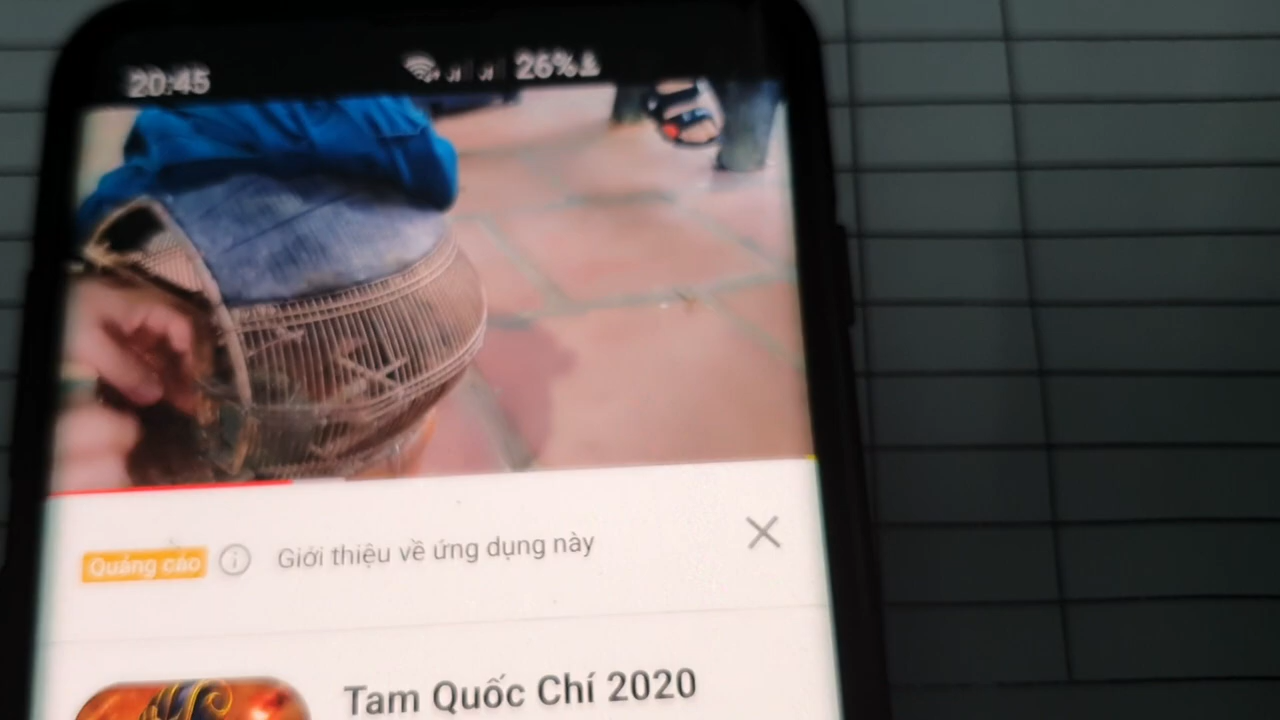 20:45 26%
Quảng cáo Giới thiệu về ứng dụng này
Tam Quốc Chí 2020